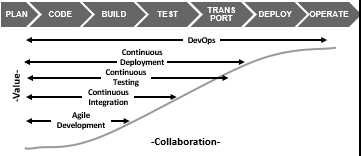 PLAN CODE BUILD TEST TRANS PORT DEPLOY OPERATE
DevOps
Continuous
Deployment
Continuous
Testing
Continuous
Integration
Agile
Development
-Value-
-Collaboration-